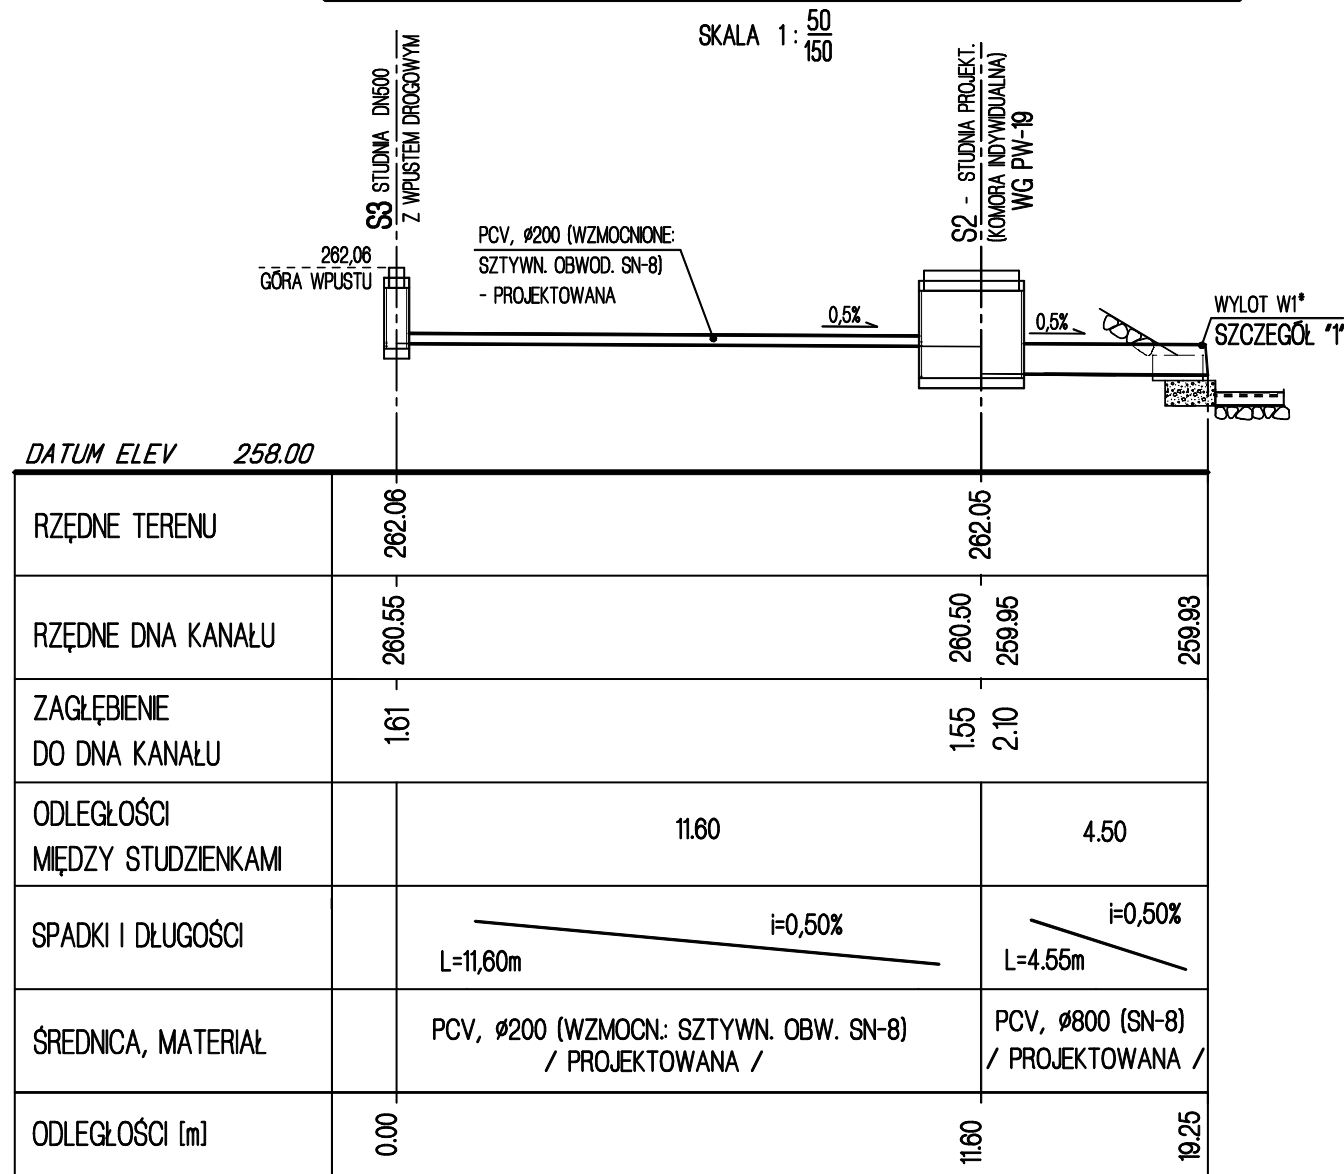 SKALA 1: 50/150
S3 STUDNIA DN500
Z WPUSTEM DROGOWYM
S2 - STUDNIA PROJEKT.
(KOMORA INDYWIDUALNA)
WG PW-19
262,06
GÓRA WPUSTU
PCV, Ø200 (WZMOCNIONE:
SZTYWN. OBWOD. SN-8)
- PROJEKTOWANA
0,5%
0,5%
WYLOT W1*
SZCZEGÓŁ "1"
DATUM ELEV 258.00
RZĘDNE TERENU
262.06
262.05
RZĘDNE DNA KANAŁU
260.55
260.50
259.95
259.93
ZAGŁĘBIENIE
DO DNA KANAŁU
1.61
1.55
2.10
ODLEGŁOŚCI
MIĘDZY STUDZIENKAMI
11.60
4.50
SPADKI I DŁUGOŚCI
i=0,50%
L=11,60m
i=0,50%
L=4.55m
ŚREDNICA, MATERIAŁ
PCV, Ø200 (WZMOCN.: SZTYWN. OBW. SN-8)
/ PROJEKTOWANA /
PCV, Ø800 (SN-8)
/ PROJEKTOWANA /
ODLEGŁOŚCI [m]
0.00
11.60
19.25